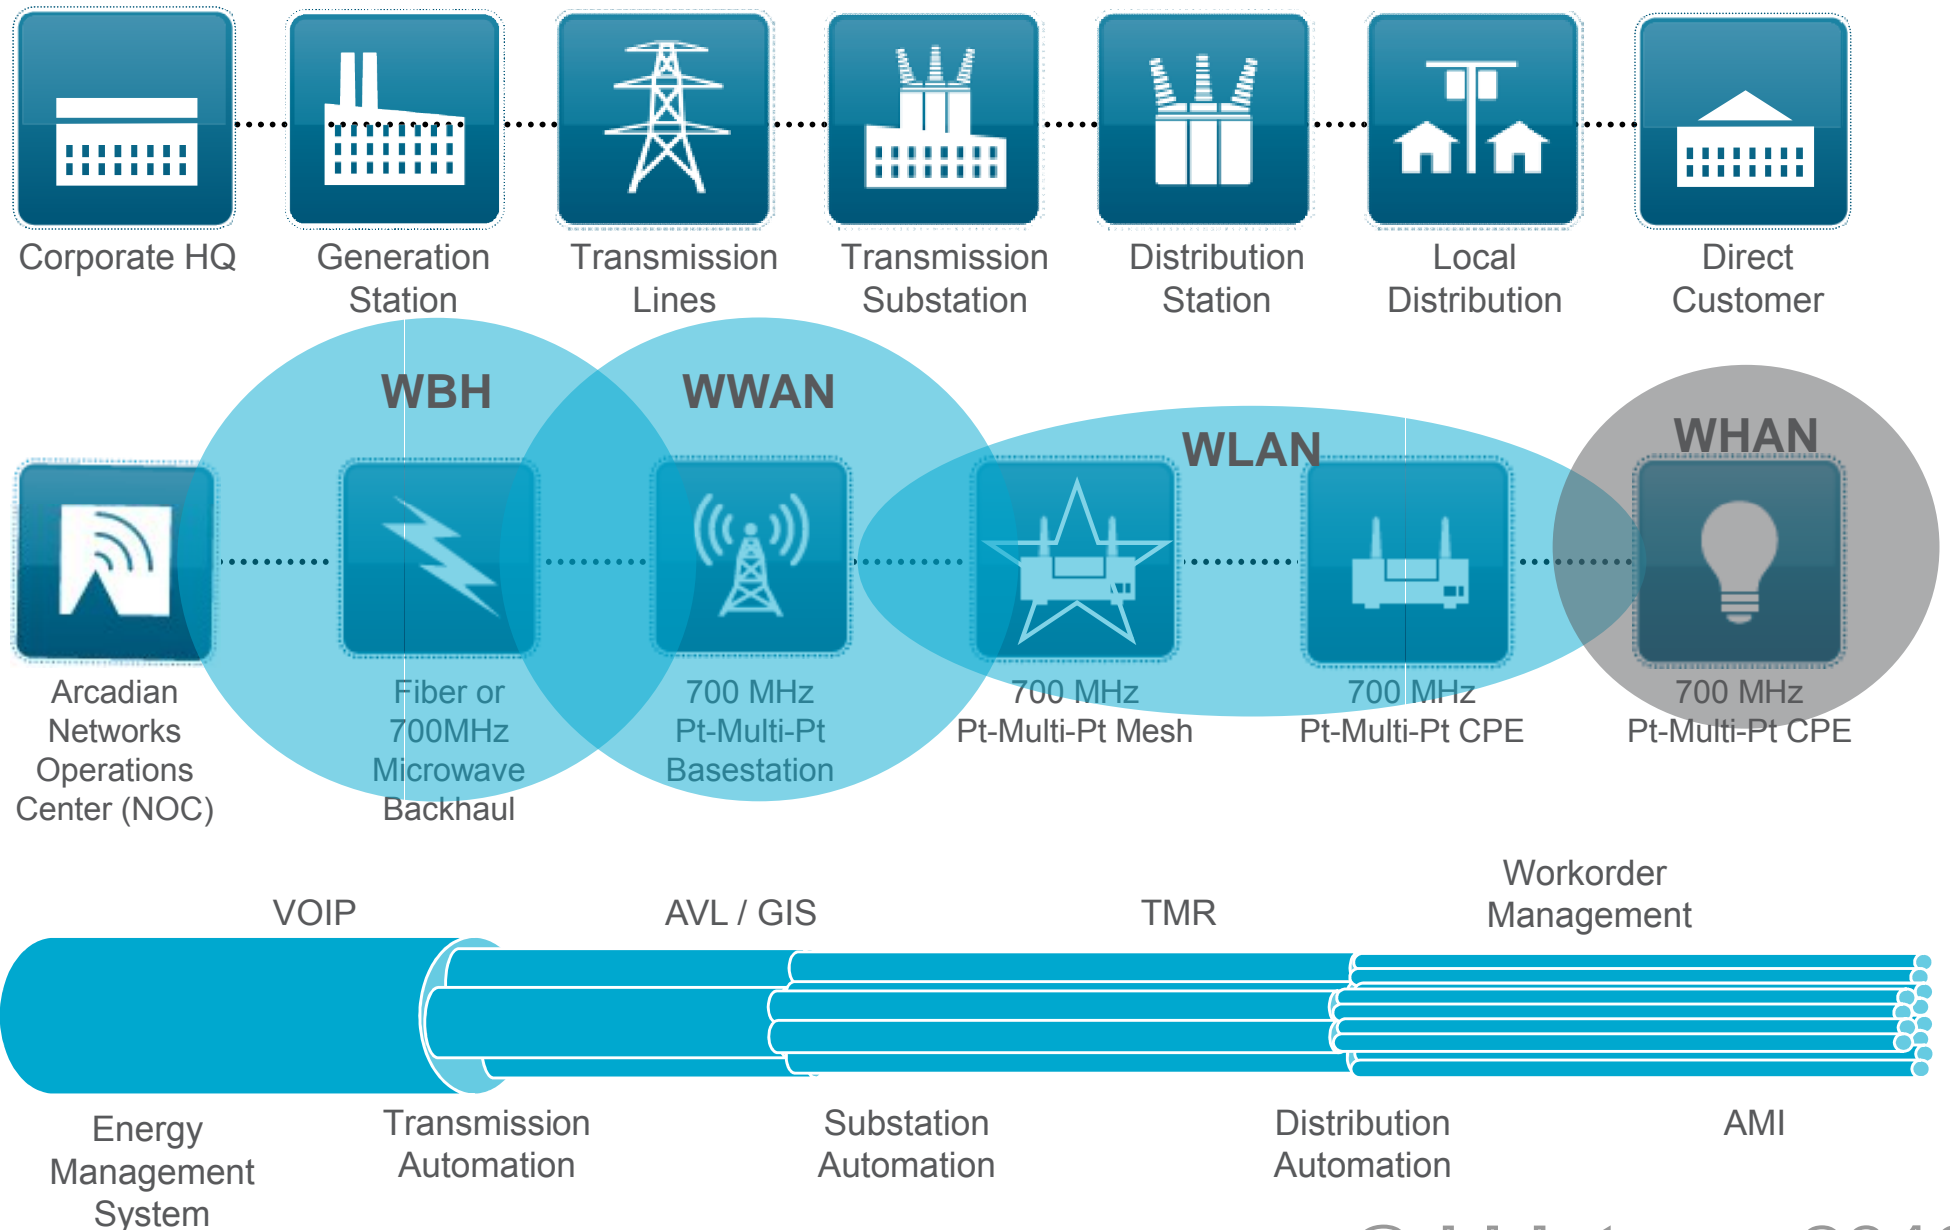 Corporate HQ
Generation
Station
Transmission
Lines
Transmission
Substation
Distribution
Station
Local
Distribution
Direct
Customer
WBH
WWAN
WLAN
WHAN
Arcadian
Networks
Operations
Center (NOC)
Fiber or
700MHz
Microwave
Backhaul
700 MHz
Pt-Multi-Pt
Basestation
700 MHz
Pt-Multi-Pt Mesh
700 MHz
Pt-Multi-Pt CPE
700 MHz
Pt-Multi-Pt CPE
VOIP
AVL / GIS
TMR
Workorder
Management
Energy
Management
System
Transmission
Automation
Substation
Automation
Distribution
Automation
AMI